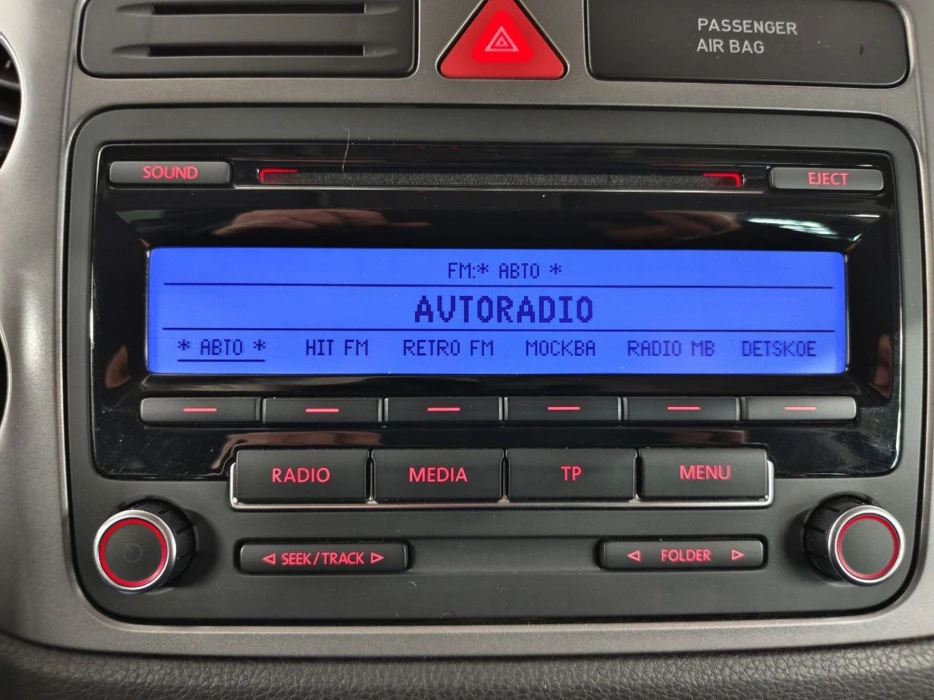 PASSENGER
AIR BAG
SOUND
EJECT
FM:* АВТО *
AVTORADIO
* АВТО * HIT FM RETRO FM МОСКВА RADIO MB DETSKOE
RADIO MEDIA TP MENU
SEEK/TRACK FOLDER